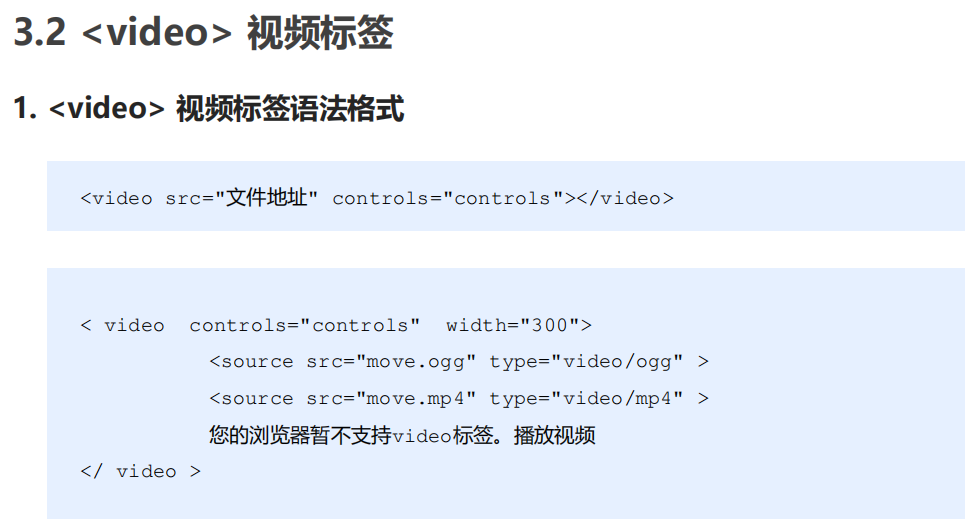 3.2 <video> 视频标签
1. <video> 视频标签语法格式
<video src="文件地址" controls="controls"></video>
< video  controls="controls"  width="300">
<source src="move.ogg" type="video/ogg" >
<source src="move.mp4" type="video/mp4" >
您的浏览器暂不支持video标签。播放视频
</ video >